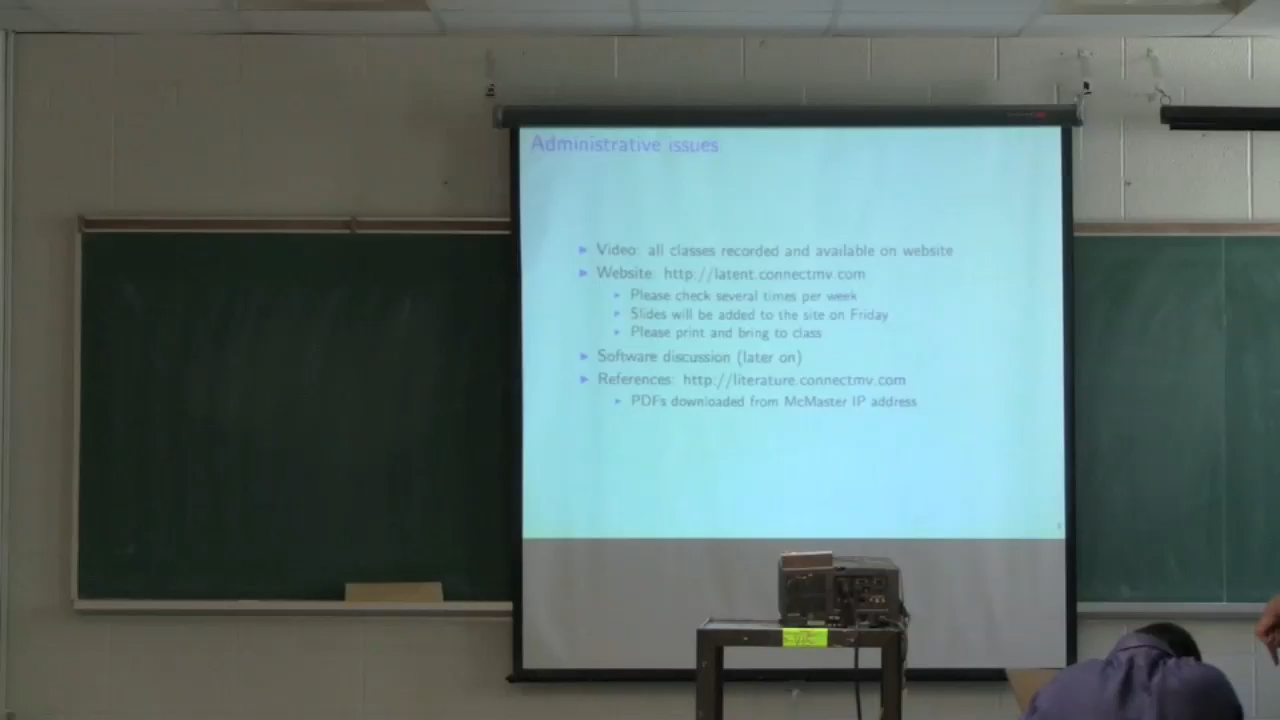 Administrative issues
Video: all classes recorded and available on website
Website: http://latent.connectmv.com
Please check several times per week
Slides will be added to the site on Friday
Please print and bring to class
Software discussion (later on)
References: http://literature.connectmv.com
PDFs downloaded from McMaster IP address